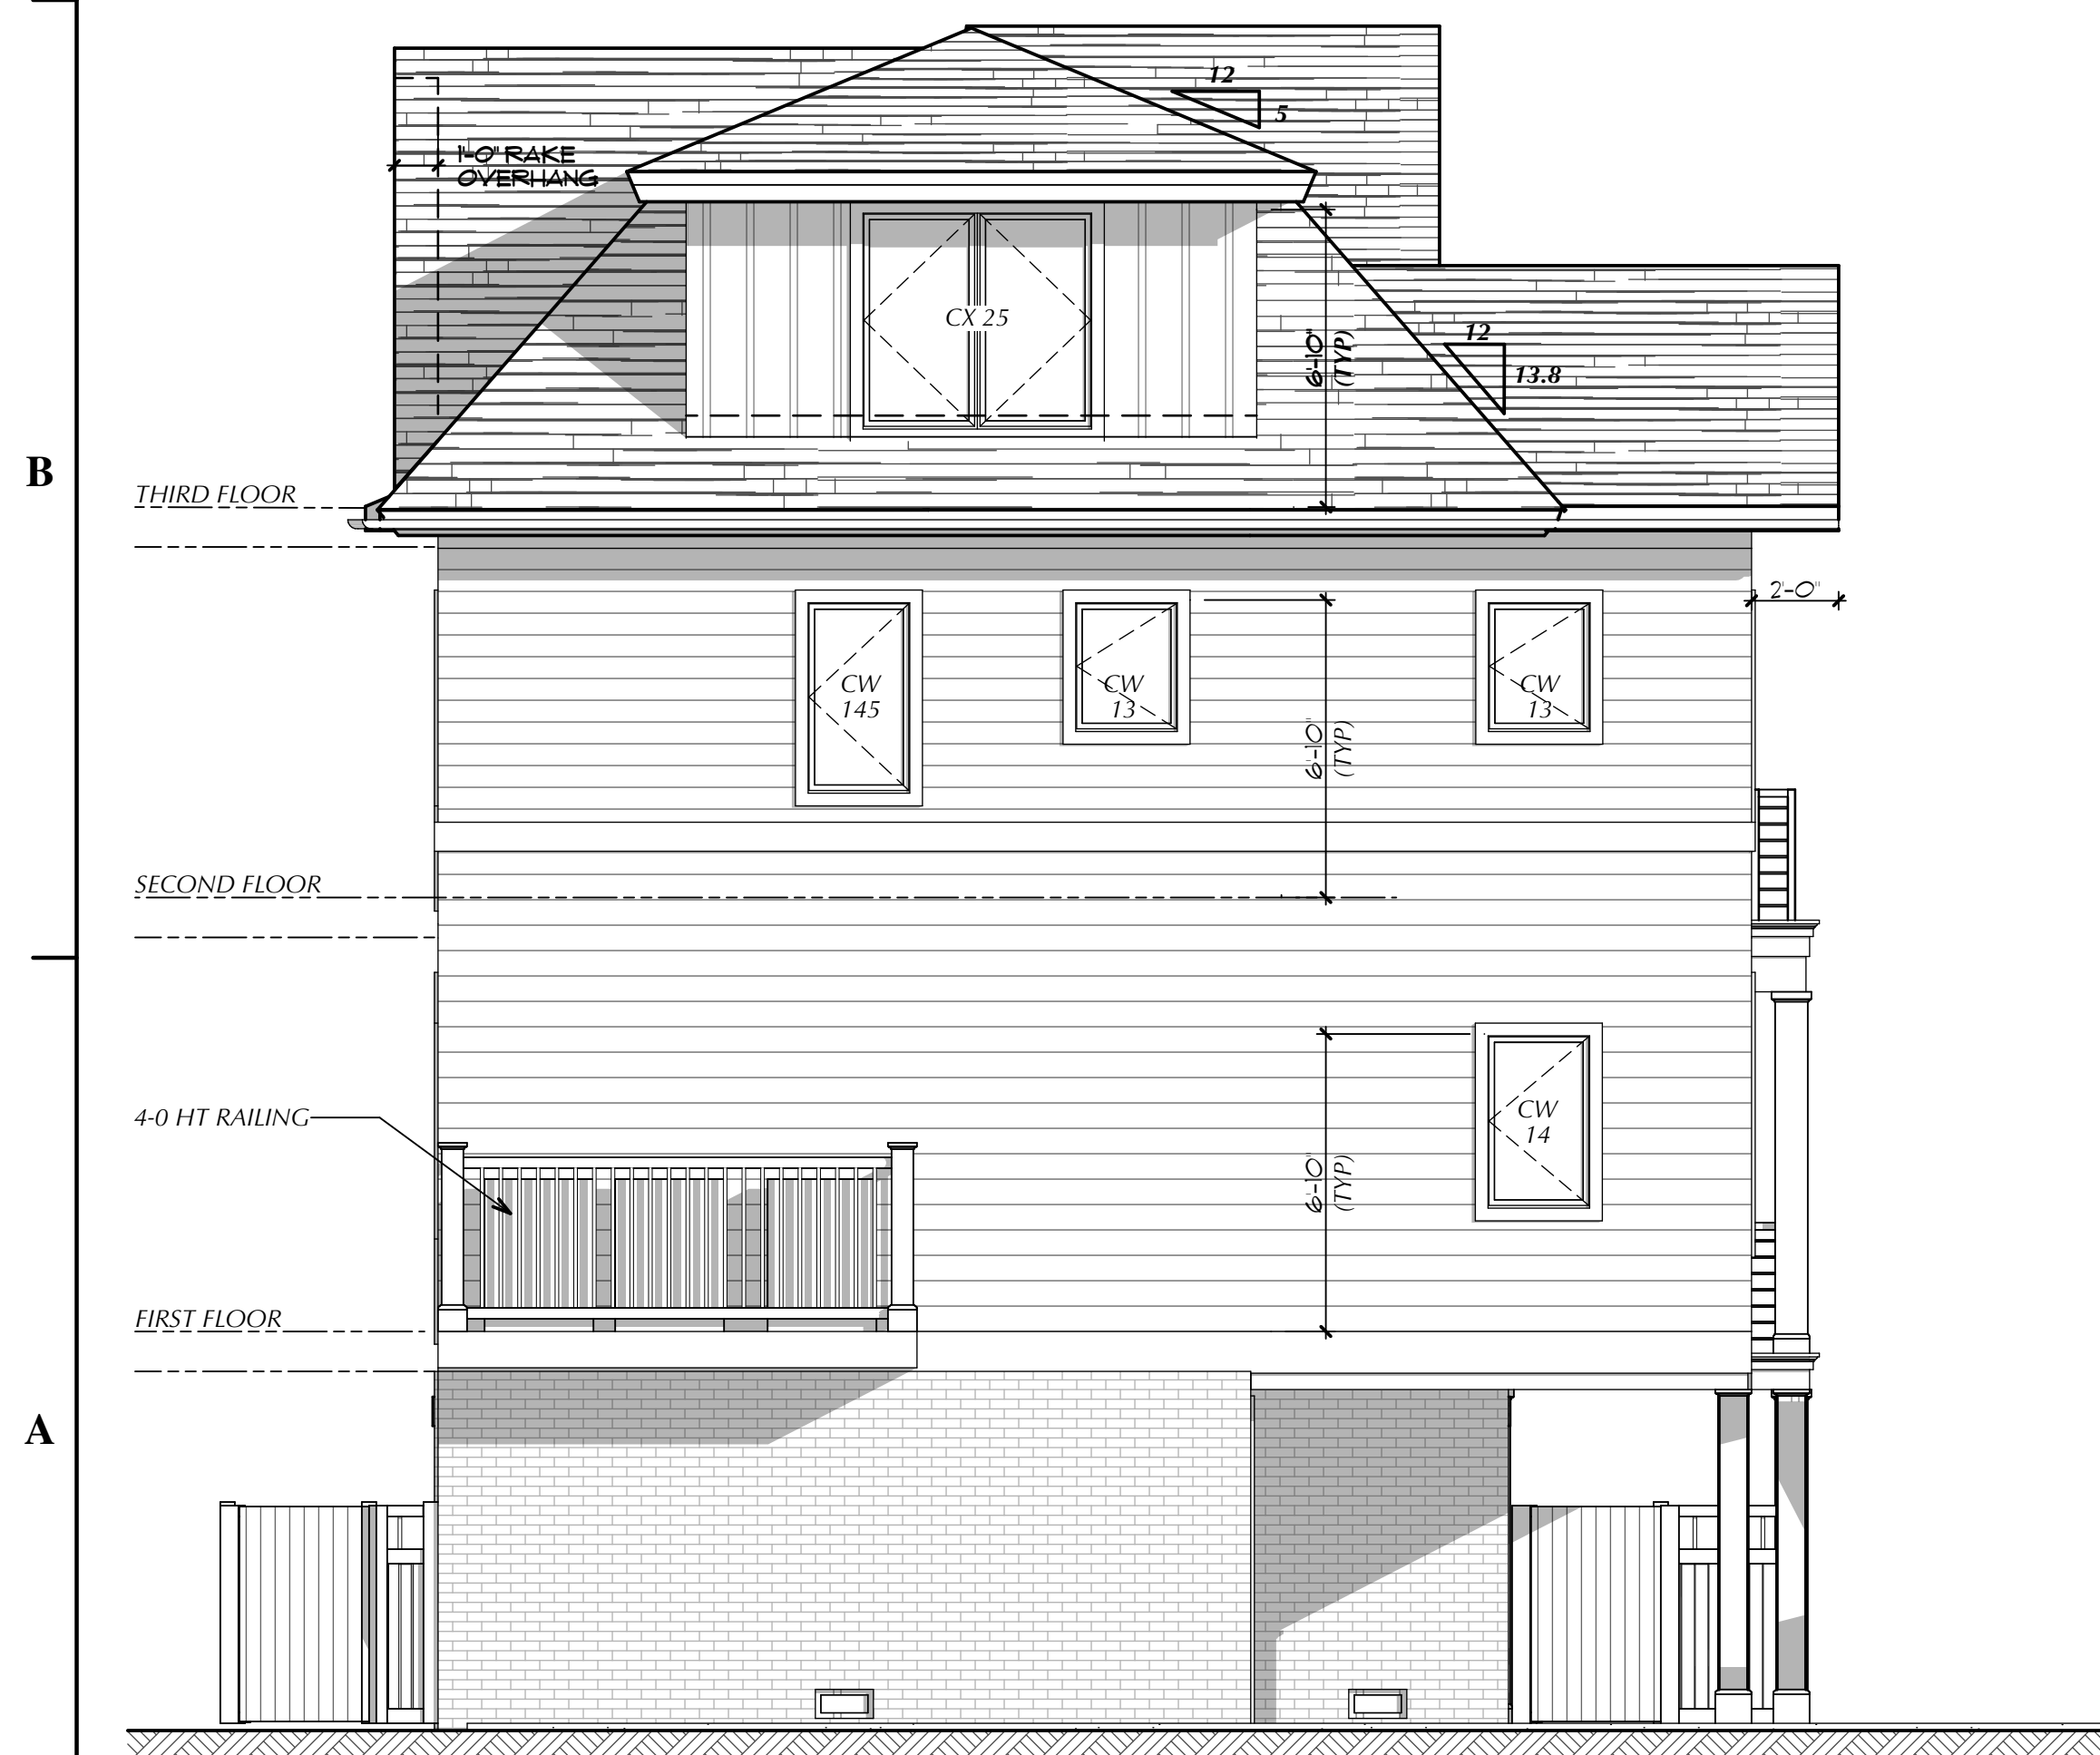 12
5
1'-0" RAKE
OVERHANG
CX 25
6'-10"
(TYP)
12
13.8
B
THIRD FLOOR
2'-0"
CW
145
CW
13
CW
13
6'-10"
(TYP)
SECOND FLOOR
4-0 HT RAILING
CW
14
6'-10"
(TYP)
FIRST FLOOR
A